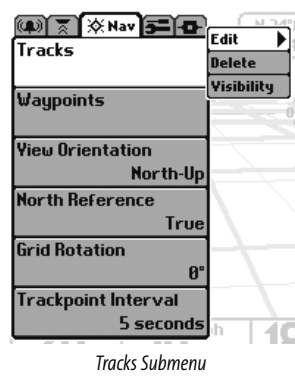 Nav
Edit
Tracks
Delete
Visibility
Waypoints
View Orientation
North-Up
North Reference
True
Grid Rotation
0°
Trackpoint Interval
5 seconds
Tracks Submenu